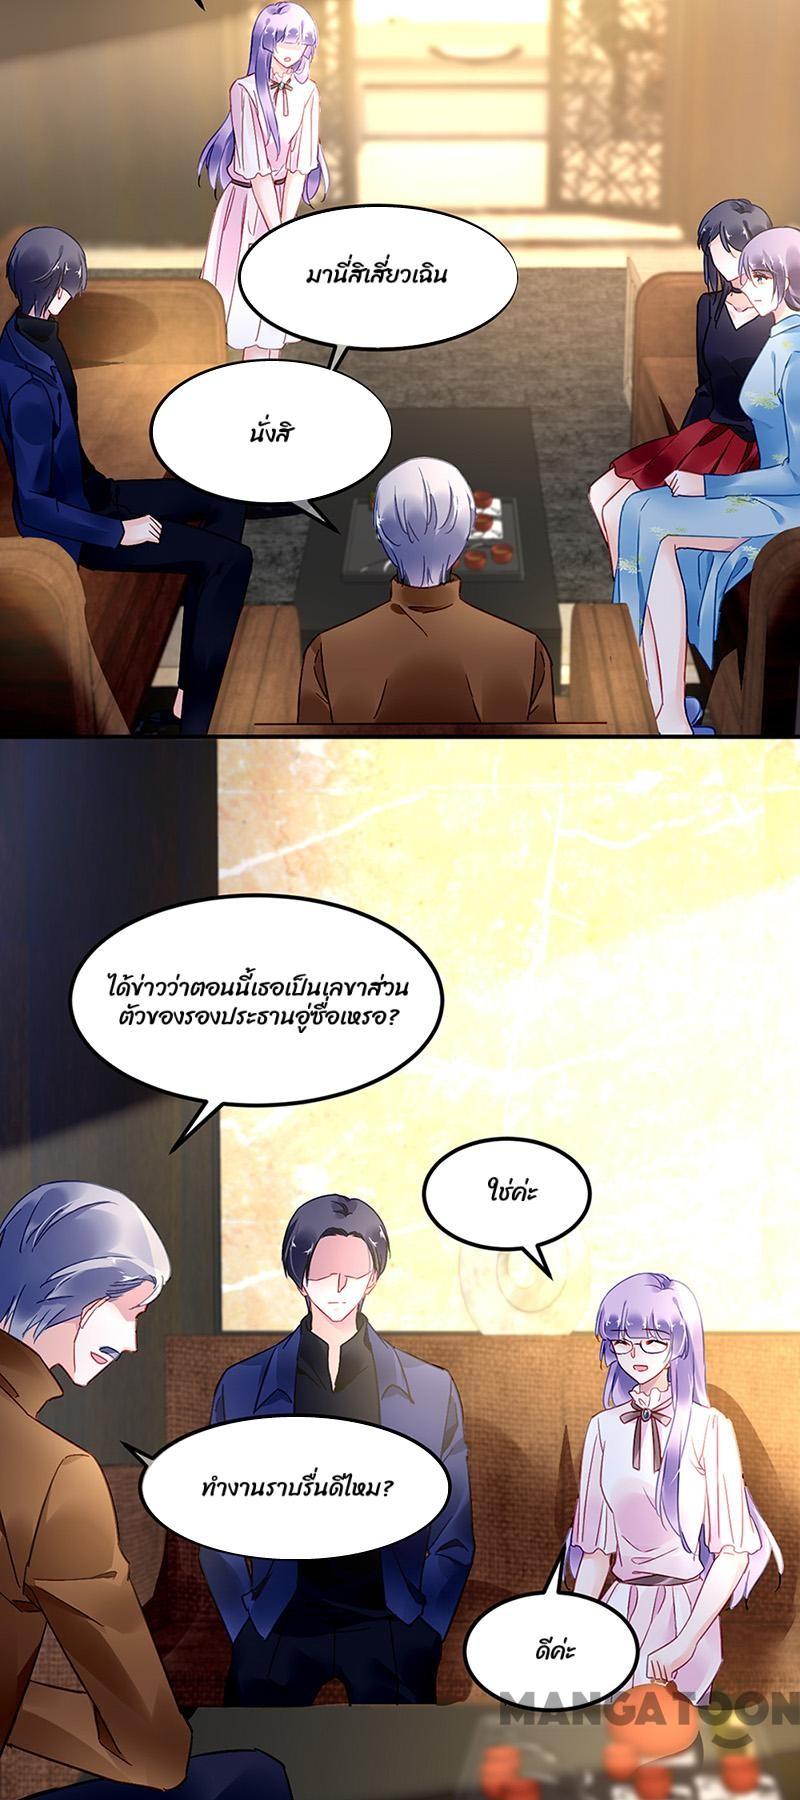 มานี่สิเสี่ยวเฉิน
นั่งสิ
ได้ข่าวว่าตอนนี้เธอเป็นเลขาส่วน
ตัวของรองประธานอู่ซื่อเหรอ?
ใช่ค่ะ
ทำงานราบรื่นดีไหม?
ดีค่ะ
MANGATOON